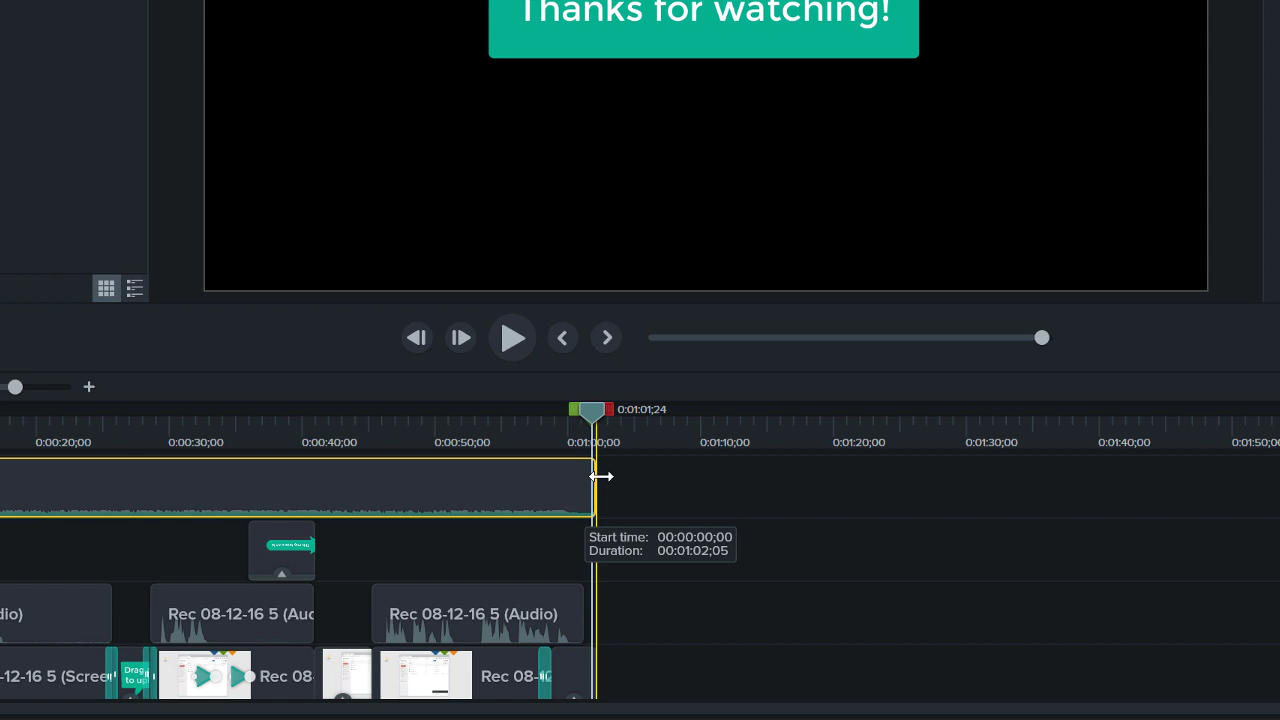 Thanks for watching!
0:01:01;24
0:00:20;00
0:00:30;00
0:00:40;00
0:00:50;00
0:01:00;00
0:01:10;00
0:01:20;00
0:01:30;00
0:01:40;00
0:01:50;00
Start time: 00:00:00;00
Duration: 00:01:02;05
dio)
Rec 08-12-16 5 (Aud
Rec 08-12-16 5 (Audio)
-12-16 5 (Scree
Drag
to up
Rec 08-
Rec 08-